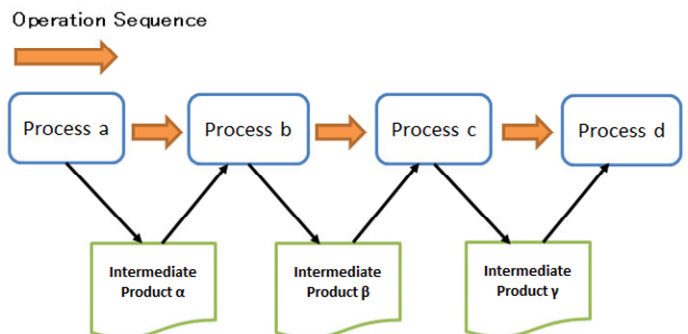 Operation Sequence
Process a
Process b
Process c
Process d
Intermediate
Product α
Intermediate
Product β
Intermediate
Product γ